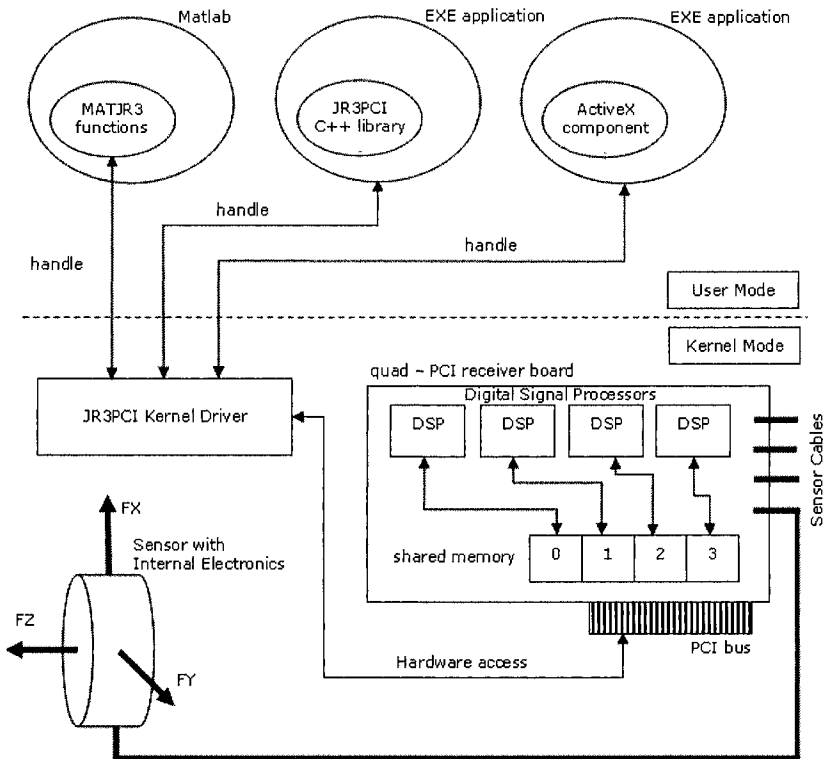 Matlab
EXE application
EXE application
MATJR3
functions
JR3PCI
C++ library
ActiveX
component
handle
handle
handle
User Mode
Kernel Mode
quad – PCI receiver board
Digital Signal Processors
JR3PCI Kernel Driver
DSP
DSP
DSP
DSP
Sensor Cables
FX
Sensor with
Internal Electronics
shared memory
0
1
2
3
FZ
FY
Hardware access
PCI bus